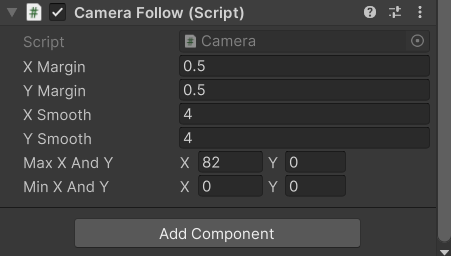 Camera Follow (Script)
Script Camera
X Margin 0.5
Y Margin 0.5
X Smooth 4
Y Smooth 4
Max X And Y X 82 Y 0
Min X And Y X 0 Y 0
Add Component